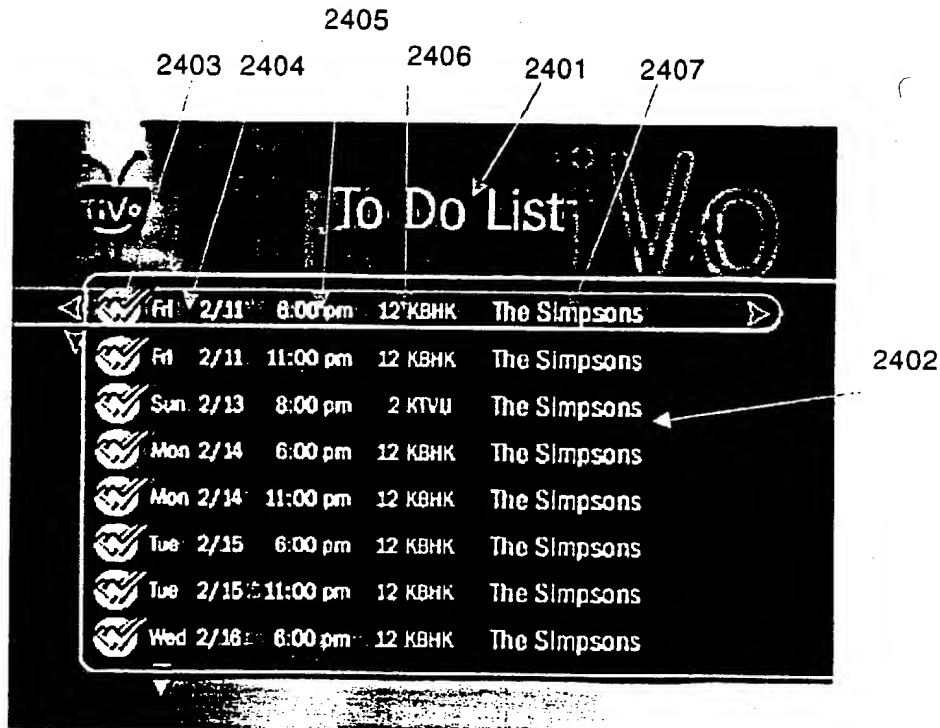 2405
2403 2404 2406 2401 2407
TiVo To Do List TiVo
Fri 2/11 8:00 pm 12 KBHK The Simpsons
Fri 2/11 11:00 pm 12 KBHK The Simpsons
2402
Sun 2/13 8:00 pm 2 KTVU The Simpsons
Mon 2/14 6:00 pm 12 KBHK The Simpsons
Mon 2/14 11:00 pm 12 KBHK The Simpsons
Tue 2/15 6:00 pm 12 KBHK The Simpsons
Tue 2/15 11:00 pm 12 KBHK The Simpsons
Wed 2/16 6:00 pm 12 KBHK The Simpsons